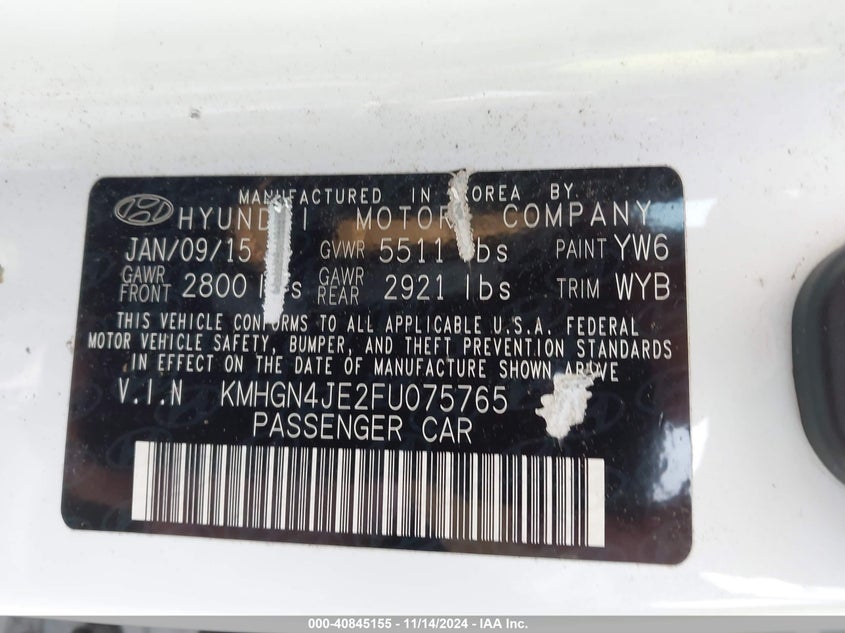 MANUFACTURED IN KOREA BY.
HYUNDAI MOTOR COMPANY
JAN/09/15 GVWR 5511 lbs PAINT YW6
GAWR FRONT 2800 lbs GAWR REAR 2921 lbs TRIM WYB
THIS VEHICLE CONFORMS TO ALL APPLICABLE U.S.A. FEDERAL
MOTOR VEHICLE SAFETY, BUMPER, AND THEFT PREVENTION STANDARDS
IN EFFECT ON THE DATE OF MANUFACTURE SHOWN ABOVE
V.I.N KMHGN4JE2FU075765
PASSENGER CAR
000-40845155 - 11/14/2024 - IAA Inc.